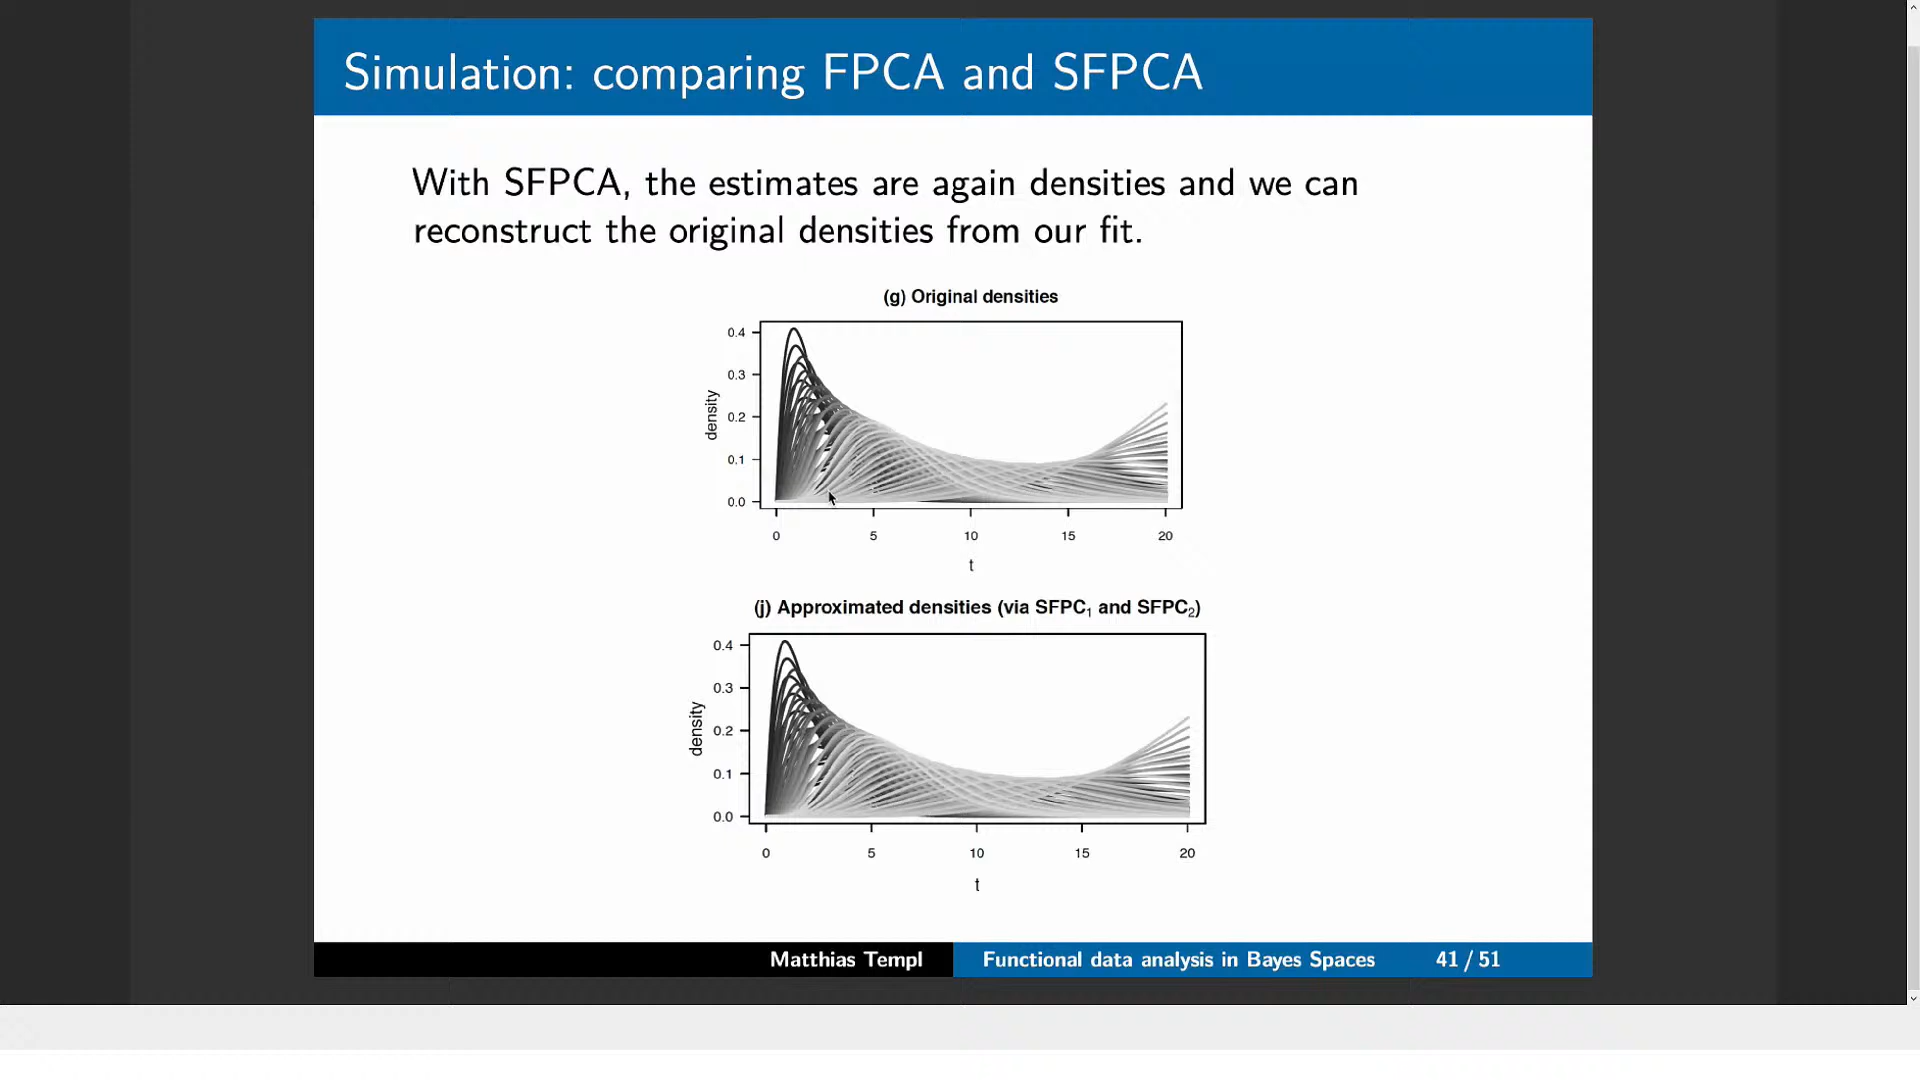 Simulation: comparing FPCA and SFPCA
With SFPCA, the estimates are again densities and we can
reconstruct the original densities from our fit.
(g) Original densities
density
0.4
0.3
0.2
0.1
0.0
0 5 10 15 20
t
(j) Approximated densities (via SFPC₁ and SFPC₂)
density
0.4
0.3
0.2
0.1
0.0
0 5 10 15 20
t
Matthias Templ Functional data analysis in Bayes Spaces 41 / 51